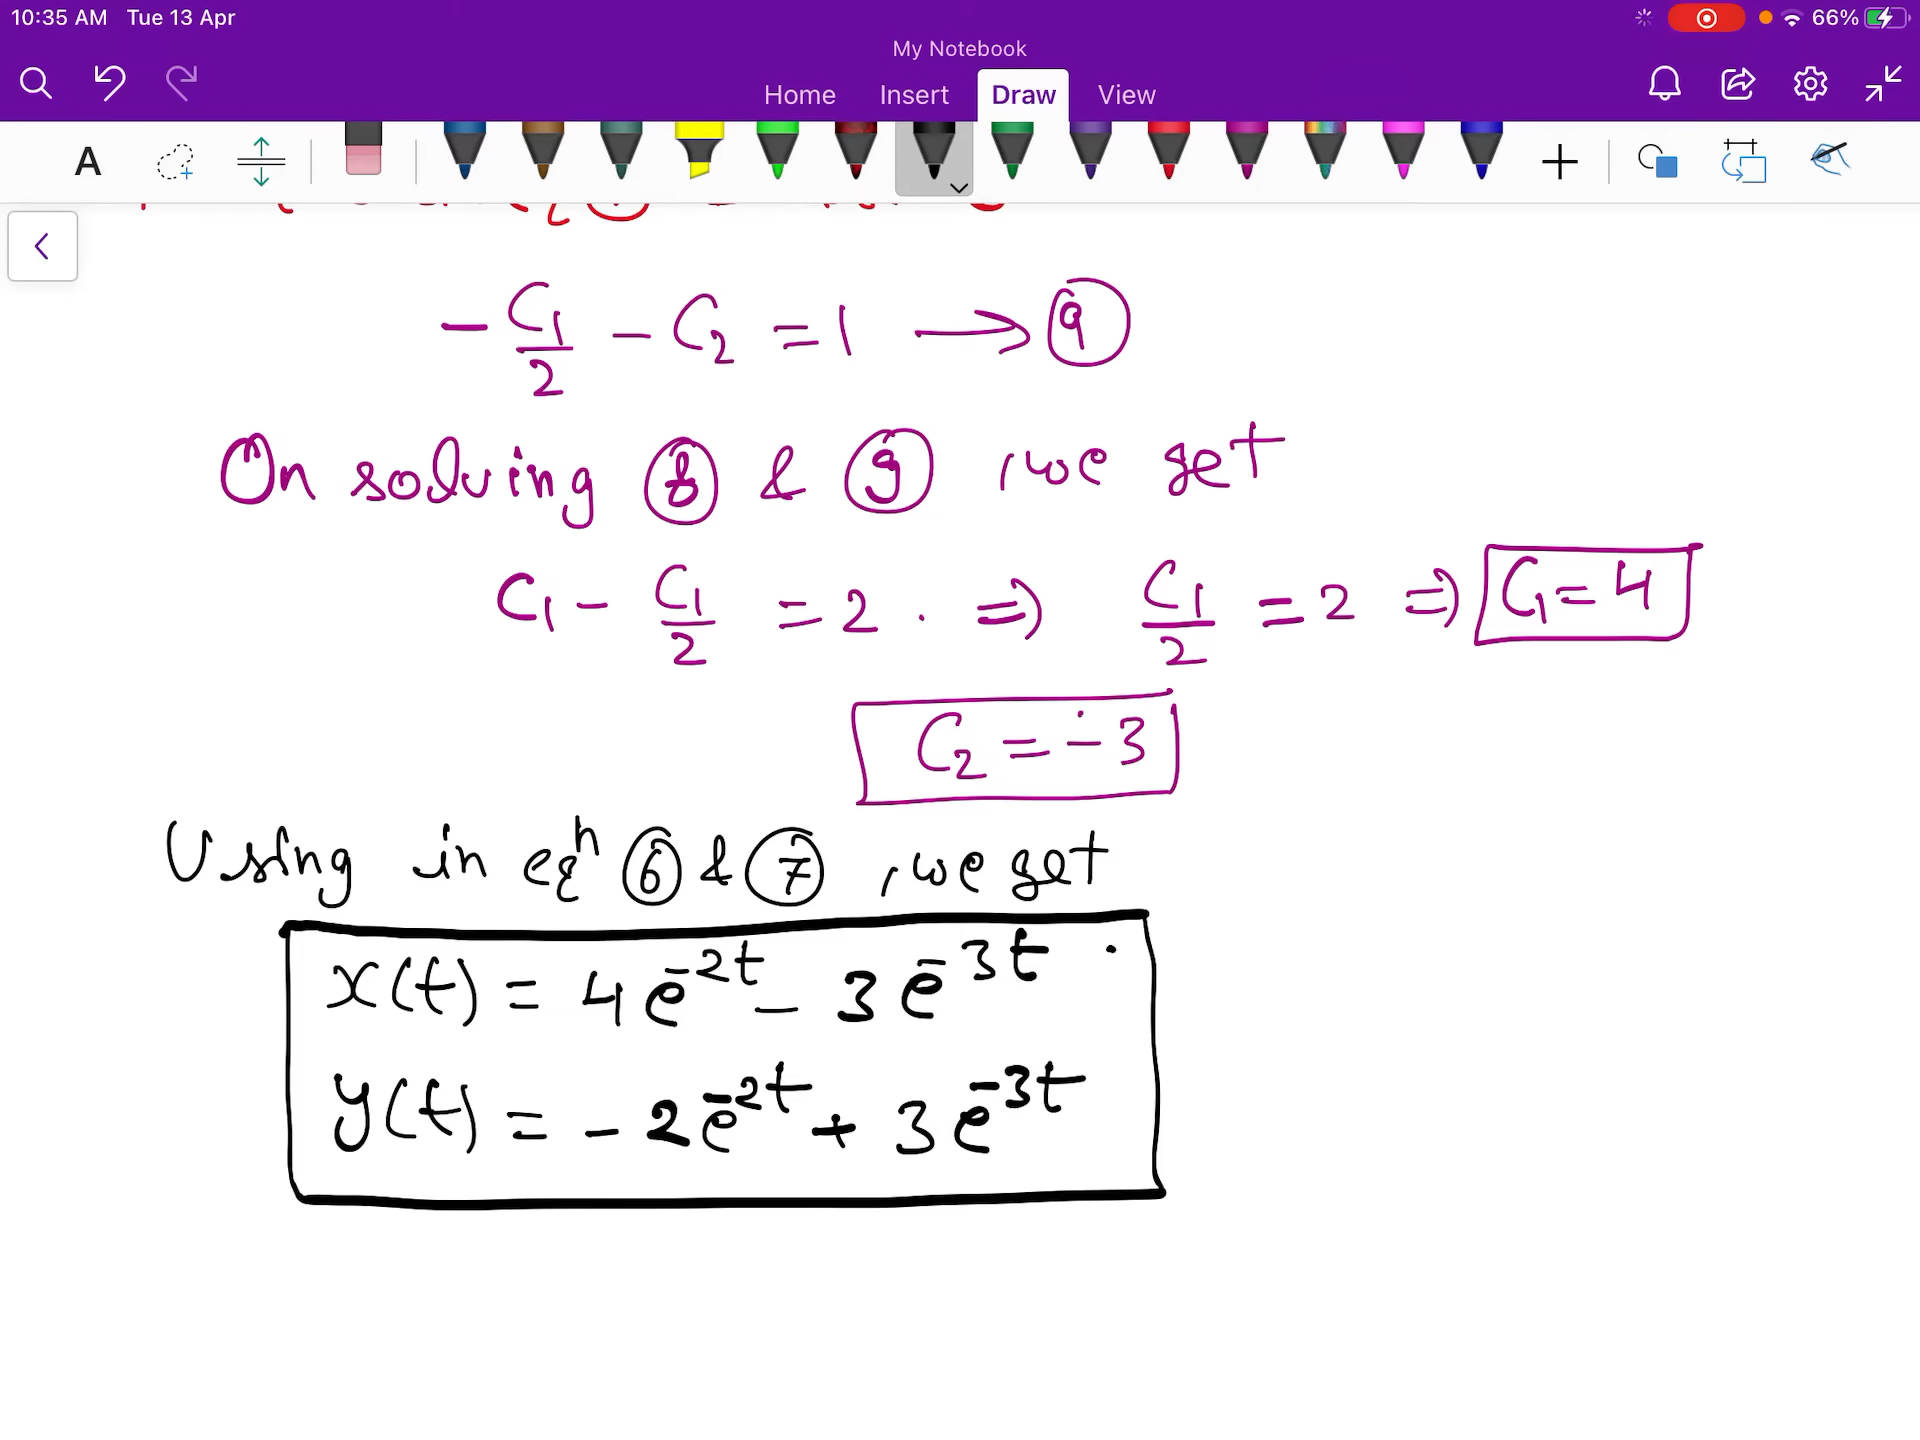 10:35 AM Tue 13 Apr
66%
My Notebook
Home Insert Draw View
A
- C₁/2 - C₂ = 1 → ⑨
On solving ⑧ & ⑨ , we get
C₁ - C₁/2 = 2 . ⇒ C₁/2 = 2 ⇒ C₁ = 4
C₂ = -3
Using in eqⁿ ⑥ & ⑦ , we get
x(t) = 4e^-2t - 3e^-3t .
y(t) = -2e^-2t + 3e^-3t